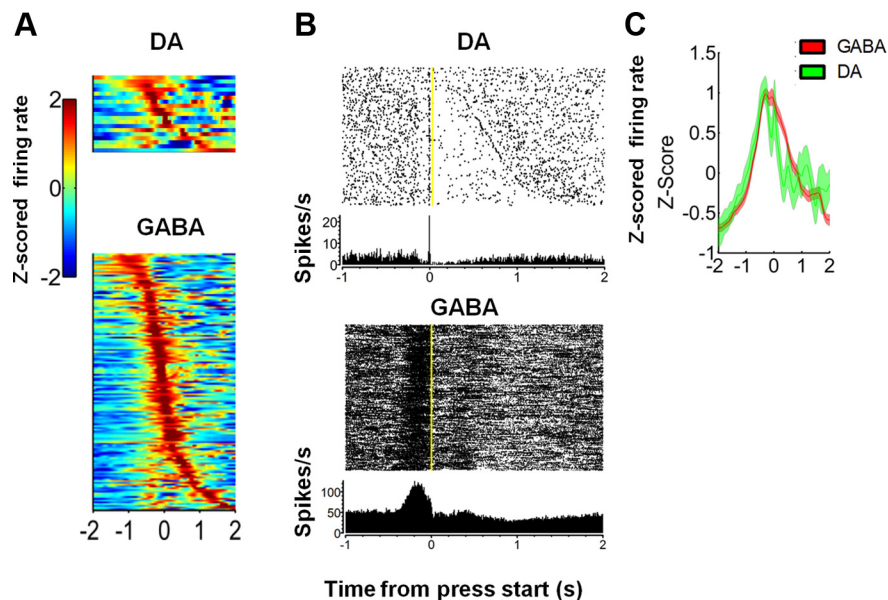 A
DA
Z-scored firing rate
2
0
-2
GABA
-2 -1 0 1 2
B
DA
Spikes/s
20
10
0
-1 0 1 2
GABA
Spikes/s
100
50
0
-1 0 1 2
Time from press start (s)
C
GABA
DA
Z-scored firing rate
Z-Score
1.5
1
0.5
0
-0.5
-1
-2 -1 0 1 2